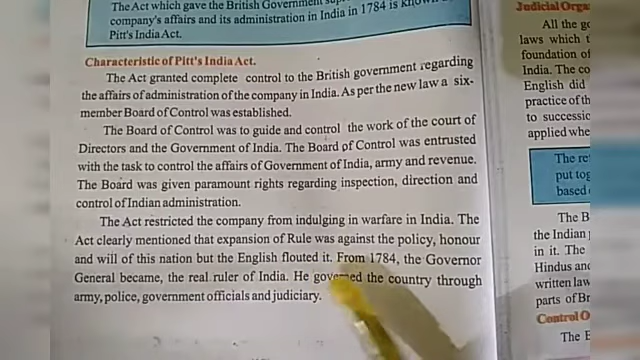 The Act which gave the British Government
company's affairs and its administration in India in 1784 is known
Pitt's India Act.
Characteristic of Pitt's India Act.
The Act granted complete control to the British government regarding
the affairs of administration of the company in India. As per the new law a six-
member Board of Control was established.
The Board of Control was to guide and control the work of the court of
Directors and the Government of India. The Board of Control was entrusted
with the task to control the affairs of Government of India, army and revenue.
The Board was given paramount rights regarding inspection, direction and
control of Indian administration.
The Act restricted the company from indulging in warfare in India. The
Act clearly mentioned that expansion of Rule was against the policy, honour
and will of this nation but the English flouted it. From 1784, the Governor
General became, the real ruler of India. He governed the country through
army, police, government officials and judiciary.
Judicial Orga
All the go
laws which t
foundation of
India. The co
English did
practice of th
to successio
applied whe
The re
put tog
based
The B
the Indian
in it. The
Hindus and
written law
parts of Br
Control O
The E